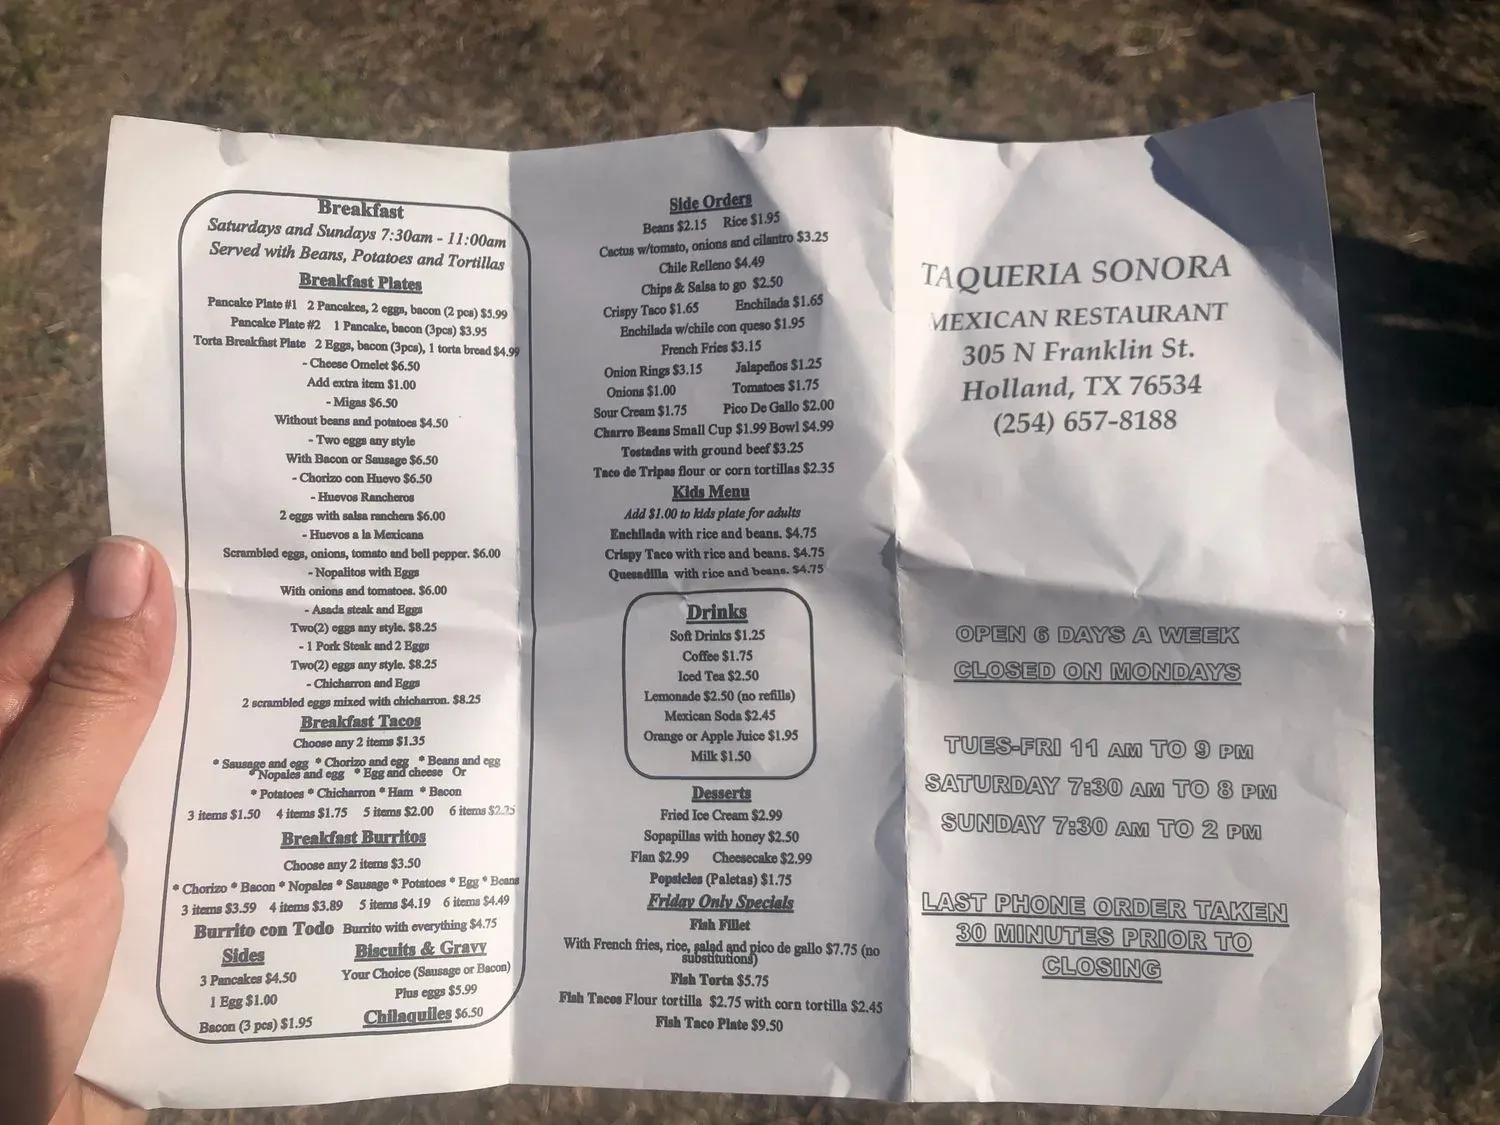 Breakfast
Saturdays and Sundays 7:30am - 11:00am
Served with Beans, Potatoes and Tortillas
Breakfast Plates
Pancake Plate #1 2 Pancakes, 2 eggs, bacon (2 pcs) $5.99
Pancake Plate #2 1 Pancake, bacon (3pcs) $3.95
Torta Breakfast Plate 2 Eggs, bacon (3pcs), 1 torta bread $4.99
- Cheese Omelet $6.50
Add extra item $1.00
- Migas $6.50
Without beans and potatoes $4.50
- Two eggs any style
With Bacon or Sausage $6.50
- Chorizo con Huevo $6.50
- Huevos Rancheros
2 eggs with salsa ranchera $6.00
- Huevos a la Mexicana
Scrambled eggs, onions, tomato and bell pepper. $6.00
- Nopalitos with Eggs
With onions and tomatoes. $6.00
- Asada steak and Eggs
Two(2) eggs any style. $8.25
- 1 Pork Steak and 2 Eggs
Two(2) eggs any style. $8.25
- Chicharron and Eggs
2 scrambled eggs mixed with chicharron. $8.25
Breakfast Tacos
Choose any 2 items $1.35
* Sausage and egg * Chorizo and egg * Beans and egg
*Nopales and egg * Egg and cheese Or
* Potatoes * Chicharron * Ham * Bacon
3 items $1.50 4 items $1.75 5 items $2.00 6 items $2.25
Breakfast Burritos
Choose any 2 items $3.50
* Chorizo * Bacon * Nopales * Sausage * Potatoes * Egg * Beans
3 items $3.59 4 items $3.89 5 items $4.19 6 items $4.49
Burrito con Todo Burrito with everything $4.75
Sides
3 Pancakes $4.50
1 Egg $1.00
Bacon (3 pcs) $1.95
Biscuits & Gravy
Your Choice (Sausage or Bacon)
Plus eggs $5.99
Chilaquiles $6.50
Side Orders
Beans $2.15 Rice $1.95
Cactus w/tomato, onions and cilantro $3.25
Chile Relleno $4.49
Chips & Salsa to go $2.50
Crispy Taco $1.65 Enchilada $1.65
Enchilada w/chile con queso $1.95
French Fries $3.15
Onion Rings $3.15 Jalapeños $1.25
Onions $1.00 Tomatoes $1.75
Sour Cream $1.75 Pico De Gallo $2.00
Charro Beans Small Cup $1.99 Bowl $4.99
Tostadas with ground beef $3.25
Taco de Tripas flour or corn tortillas $2.35
Kids Menu
Add $1.00 to kids plate for adults
Enchilada with rice and beans. $4.75
Crispy Taco with rice and beans. $4.75
Quesadilla with rice and beans. $4.75
Drinks
Soft Drinks $1.25
Coffee $1.75
Iced Tea $2.50
Lemonade $2.50 (no refills)
Mexican Soda $2.45
Orange or Apple Juice $1.95
Milk $1.50
Desserts
Fried Ice Cream $2.99
Sopapillas with honey $2.50
Flan $2.99 Cheesecake $2.99
Popsicles (Paletas) $1.75
Friday Only Specials
Fish Fillet
With French fries, rice, salad and pico de gallo $7.75 (no
substitutions)
Fish Torta $5.75
Fish Tacos Flour tortilla $2.75 with corn tortilla $2.45
Fish Taco Plate $9.50
TAQUERIA SONORA
MEXICAN RESTAURANT
305 N Franklin St.
Holland, TX 76534
(254) 657-8188
OPEN 6 DAYS A WEEK
CLOSED ON MONDAYS
TUES-FRI 11 AM TO 9 PM
SATURDAY 7:30 AM TO 8 PM
SUNDAY 7:30 AM TO 2 PM
LAST PHONE ORDER TAKEN
30 MINUTES PRIOR TO
CLOSING